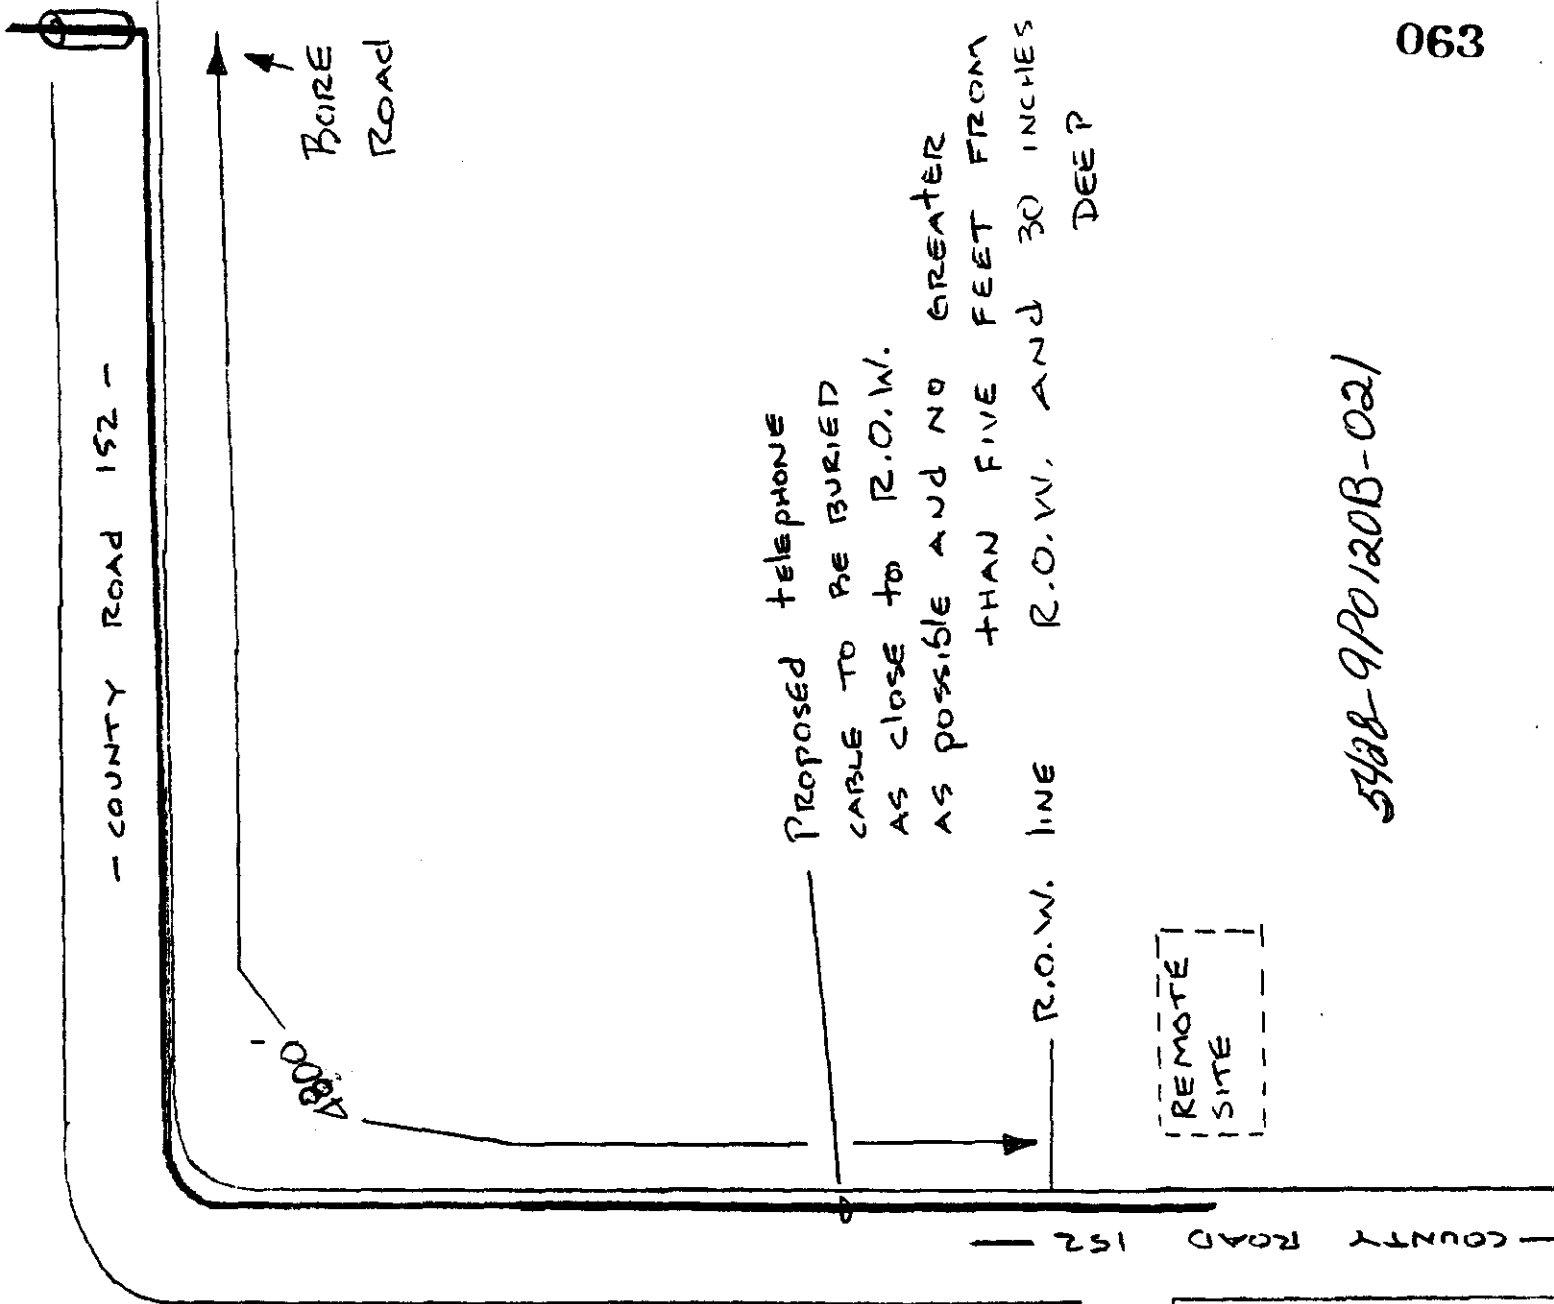 063
BORE
ROAD
- COUNTY ROAD 152 -
4800'
PROPOSED tELEPHONE
CABLE TO BE BURIED
AS CLOSE tO R.O.W.
AS POSSIBLE AND NO GREATER
tHAN FIVE FEET FROM
R.O.W. AND 30 INCHES
DEEP
R.O.W. LINE
REMOTE
SITE
- COUNTY ROAD 152 -
5428-9P0120B-021